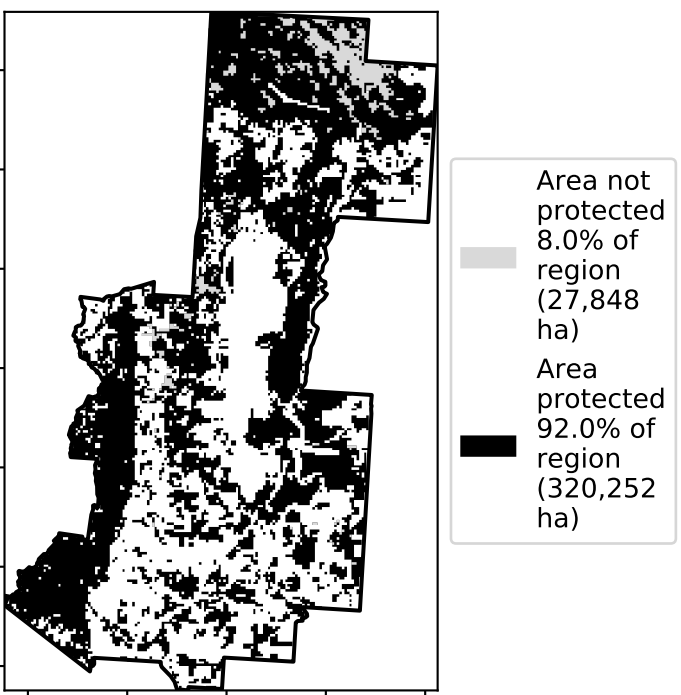 Area not
protected
8.0% of
region
(27,848
ha)
Area
protected
92.0% of
region
(320,252
ha)